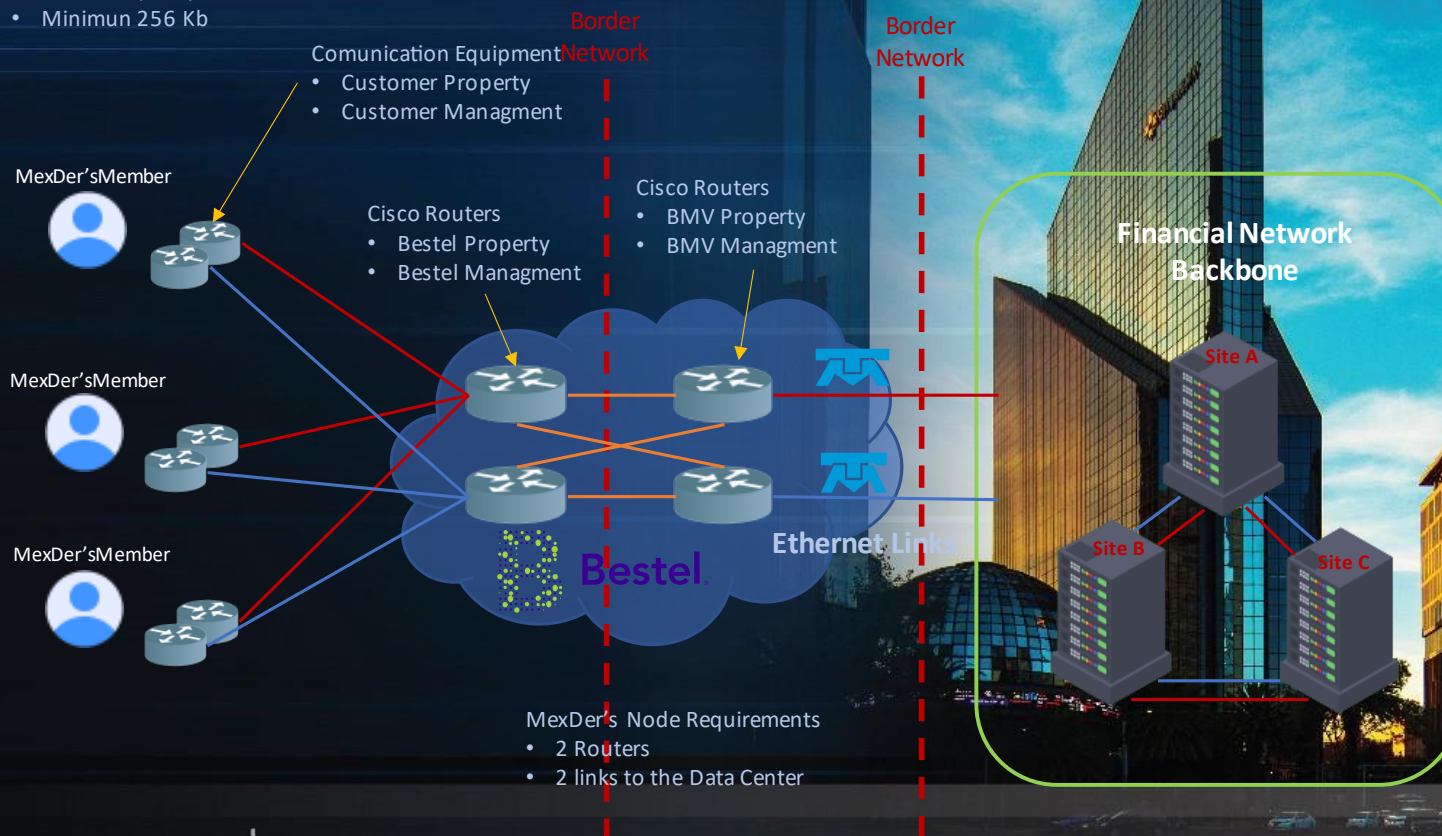 • Minimun 256 Kb
Border
Network
Border
Network
Comunication Equipment
• Customer Property
• Customer Managment
MexDer'sMember
Cisco Routers
• Bestel Property
• Bestel Managment
Cisco Routers
• BMV Property
• BMV Managment
Financial Network
Backbone
Site A
MexDer'sMember
Site B
Site C
MexDer'sMember
Bestel
Ethernet Links
MexDer's Node Requirements
• 2 Routers
• 2 links to the Data Center